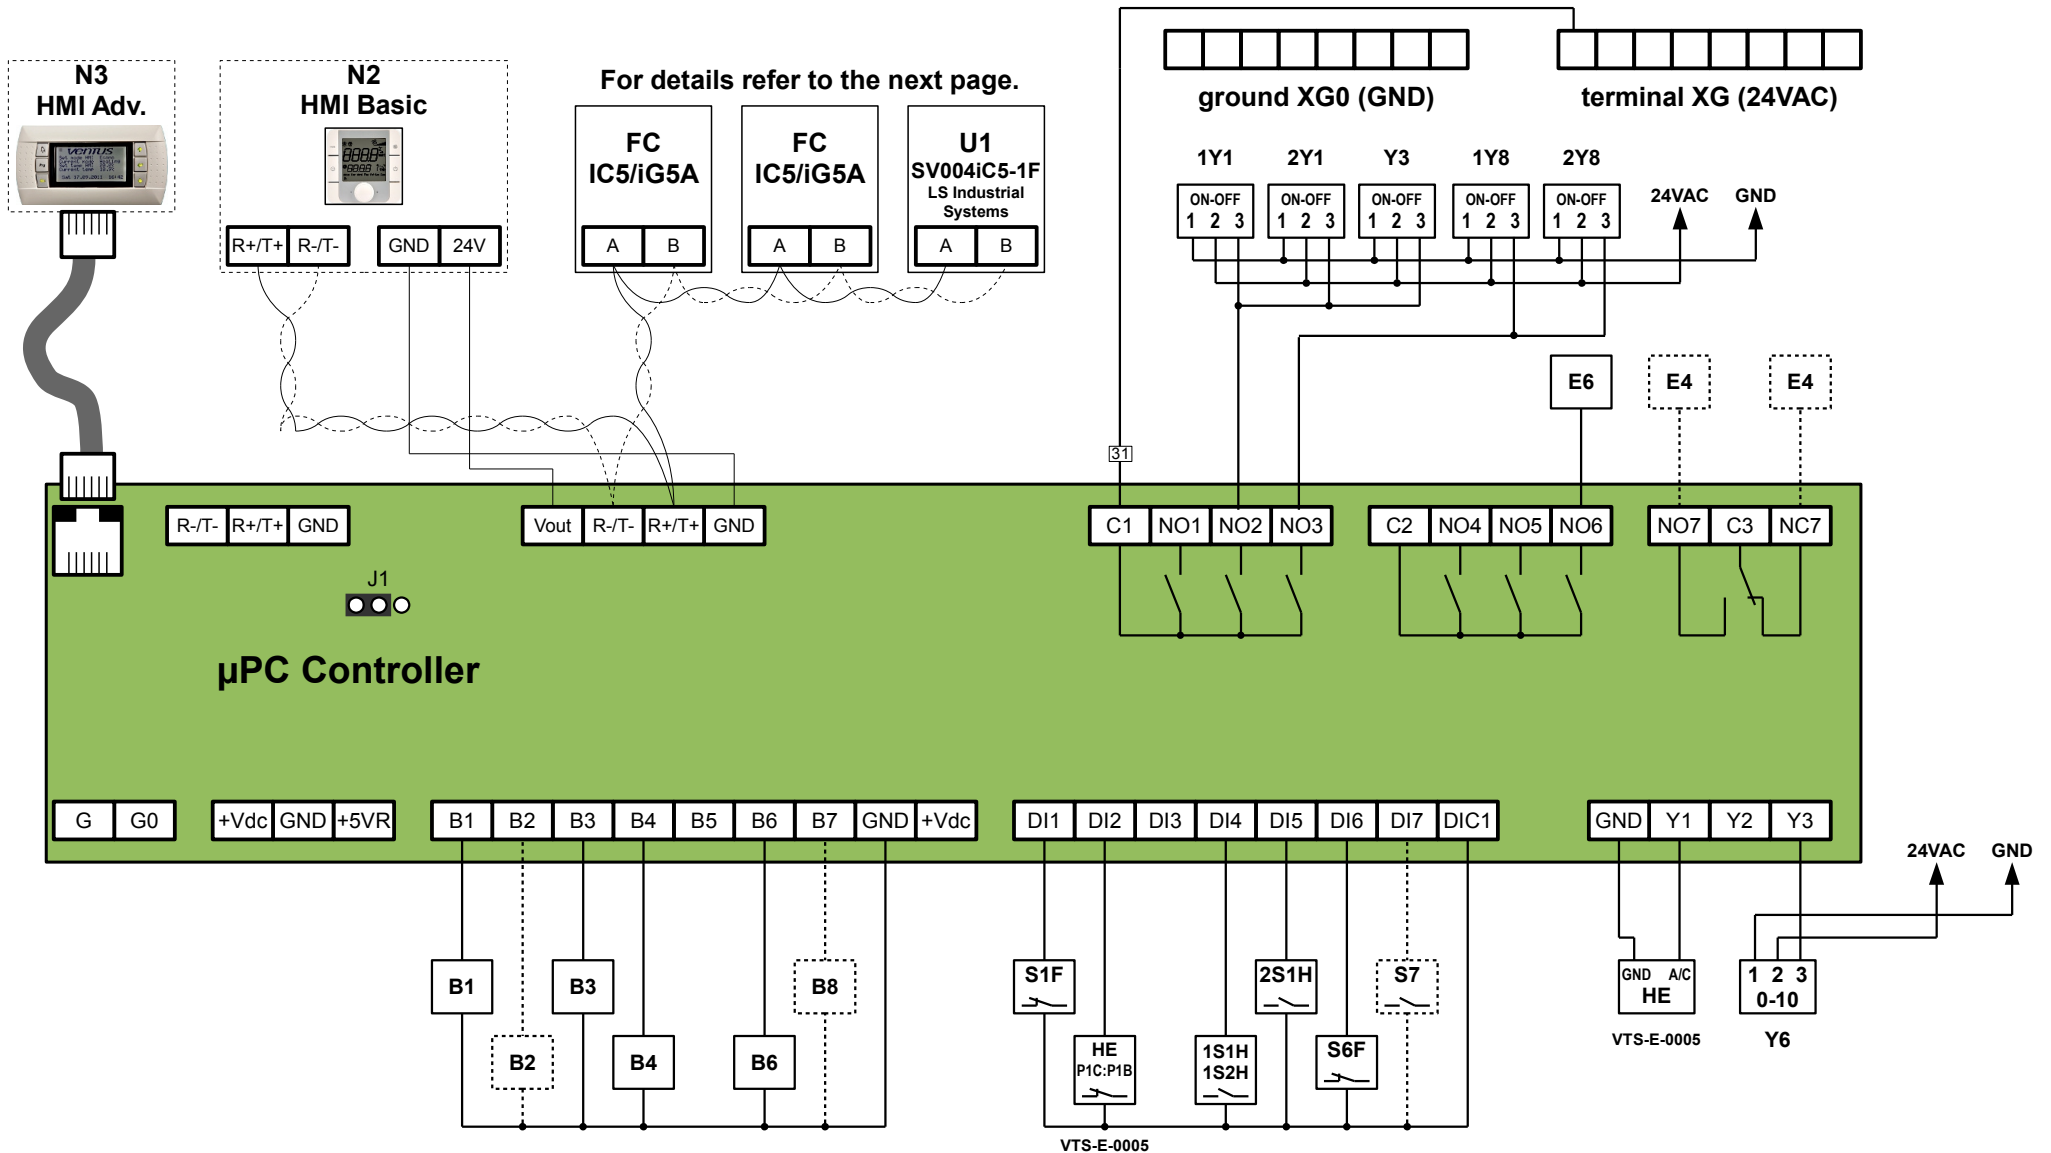 N3
HMI Adv.
VENTUS
N2
HMI Basic
R+/T+ R-/T- GND 24V
For details refer to the next page.
FC
IC5/iG5A
A B
FC
IC5/iG5A
A B
U1
SV004iC5-1F
LS Industrial
Systems
A B
ground XG0 (GND)
terminal XG (24VAC)
1Y1 2Y1 Y3 1Y8 2Y8
ON-OFF ON-OFF ON-OFF ON-OFF ON-OFF
1 2 3 1 2 3 1 2 3 1 2 3 1 2 3
24VAC GND
E6 E4 E4
31
R-/T- R+/T+ GND
Vout R-/T- R+/T+ GND
C1 NO1 NO2 NO3
C2 NO4 NO5 NO6
NO7 C3 NC7
J1
µPC Controller
G G0
+Vdc GND +5VR
B1 B2 B3 B4 B5 B6 B7 GND +Vdc
DI1 DI2 DI3 DI4 DI5 DI6 DI7 DIC1
GND Y1 Y2 Y3
24VAC GND
B1 B3 B8
B2 B4 B6
S1F 2S1H S7
HE
P1C:P1B
1S1H
1S2H
S6F
VTS-E-0005
GND A/C
HE
VTS-E-0005
1 2 3
0-10
Y6